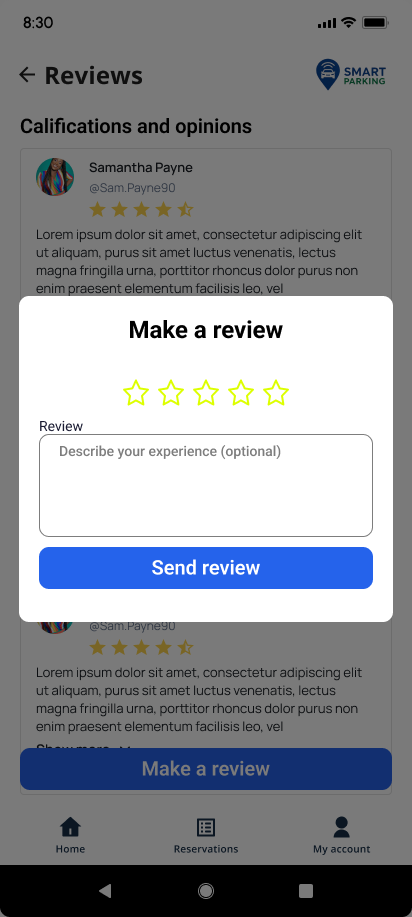 8:30
Reviews
SMART
PARKING
Califications and opinions
Samantha Payne
@Sam.Payne90
Lorem ipsum dolor sit amet, consectetur adipiscing elit
ut aliquam, purus sit amet luctus venenatis, lectus
magna fringilla urna, porttitor rhoncus dolor purus non
enim praesent elementum facilisis leo, vel
Make a review
Review
Describe your experience (optional)
Send review
@Sam.Payne90
Lorem ipsum dolor sit amet, consectetur adipiscing elit
ut aliquam, purus sit amet luctus venenatis, lectus
magna fringilla urna, porttitor rhoncus dolor purus non
enim praesent elementum facilisis leo, vel
Show more
Make a review
Home
Reservations
My account